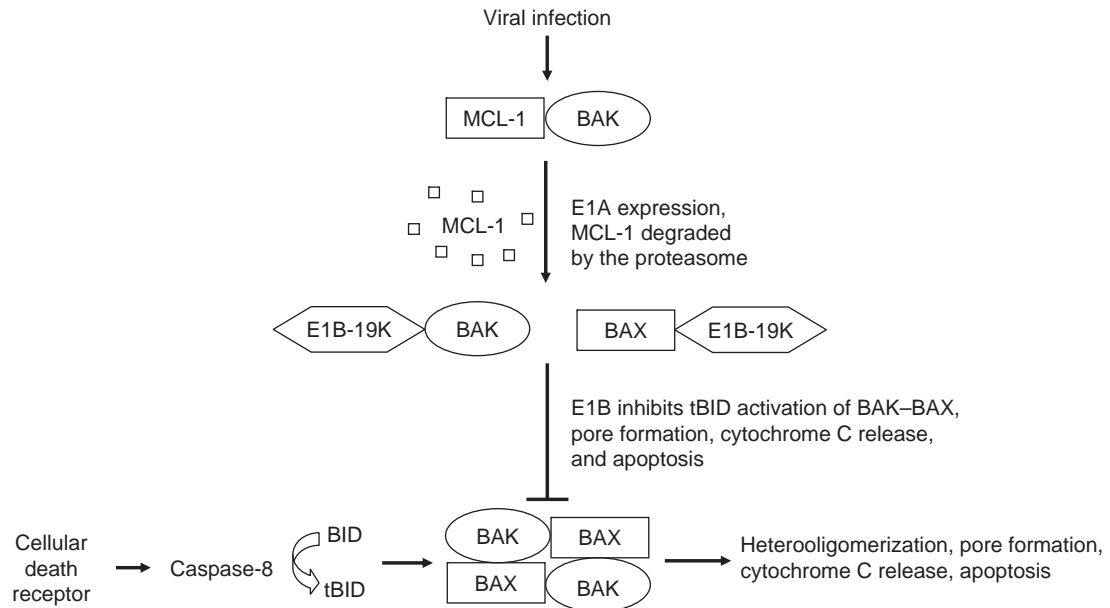 Viral infection
MCL-1
BAK
MCL-1
E1A expression,
MCL-1 degraded
by the proteasome
E1B-19K
BAK
BAX
E1B-19K
E1B inhibits tBID activation of BAK–BAX,
pore formation, cytochrome C release,
and apoptosis
Cellular
death
receptor
Caspase-8
BID
tBID
BAK
BAX
BAX
BAK
Heterooligomerization, pore formation,
cytochrome C release, apoptosis